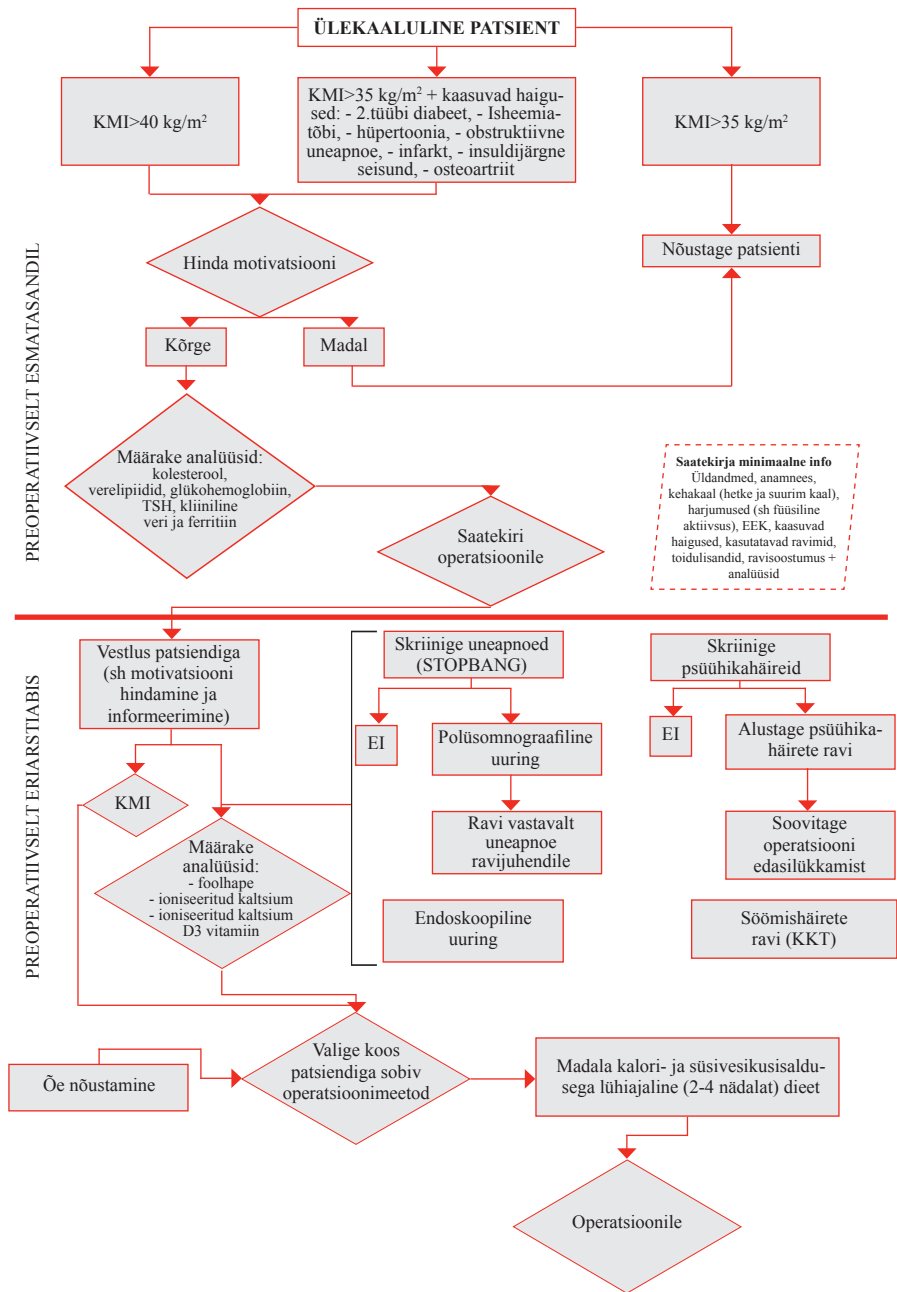 ÜLEKAALULINE PATSIENT
KMI>40 kg/m²
KMI>35 kg/m² + kaasuvad haigu-
sed: - 2.tüübi diabeet, - Isheemia-
tõbi, - hüpertoonia, - obstruktiivne
uneapnoe, - infarkt, - insuldijärgne
seisund, - osteoartriit
KMI>35 kg/m²
PREOPERATIIVSELT ESMATASANDIL
Hinda motivatsiooni
Nõustage patsienti
Kõrge
Madal
Määrake analüüsid:
kolesterool,
verelipiidid, glükohemoglobiin,
TSH, kliiniline
veri ja ferritiin
Saatekiri
operatsioonile
Saatekirja minimaalne info
Üldandmed, anamnees,
kehakaal (hetke ja suurim kaal),
harjumused (sh füüsiline
aktiivsus), EEK, kaasuvad
haigused, kasutatavad ravimid,
toidulisandid, ravisoostumus +
analüüsid
PREOPERATIIVSELT ERIARSTIABIS
Vestlus patsiendiga
(sh motivatsiooni
hindamine ja
informeerimine)
KMI
Määrake
analüüsid:
- foolhape
- ioniseeritud kaltsium
- ioniseeritud kaltsium
D3 vitamiin
Skriinige uneapnoed
(STOPBANG)
EI
Polüsomnograafiline
uuring
Ravi vastavalt
uneapnoe
ravijuhendile
Endoskoopiline
uuring
Skriinige
psüühikahäireid
EI
Alustage psüühika-
häirete ravi
Soovitage
operatsiooni
edasilükkamist
Söömishäirete
ravi (KKT)
Õe nõustamine
Valige koos
patsiendiga sobiv
operatsioonimeetod
Madala kalori- ja süsivesikusisaldu-
sega lühiajaline (2-4 nädalat) dieet
Operatsioonile